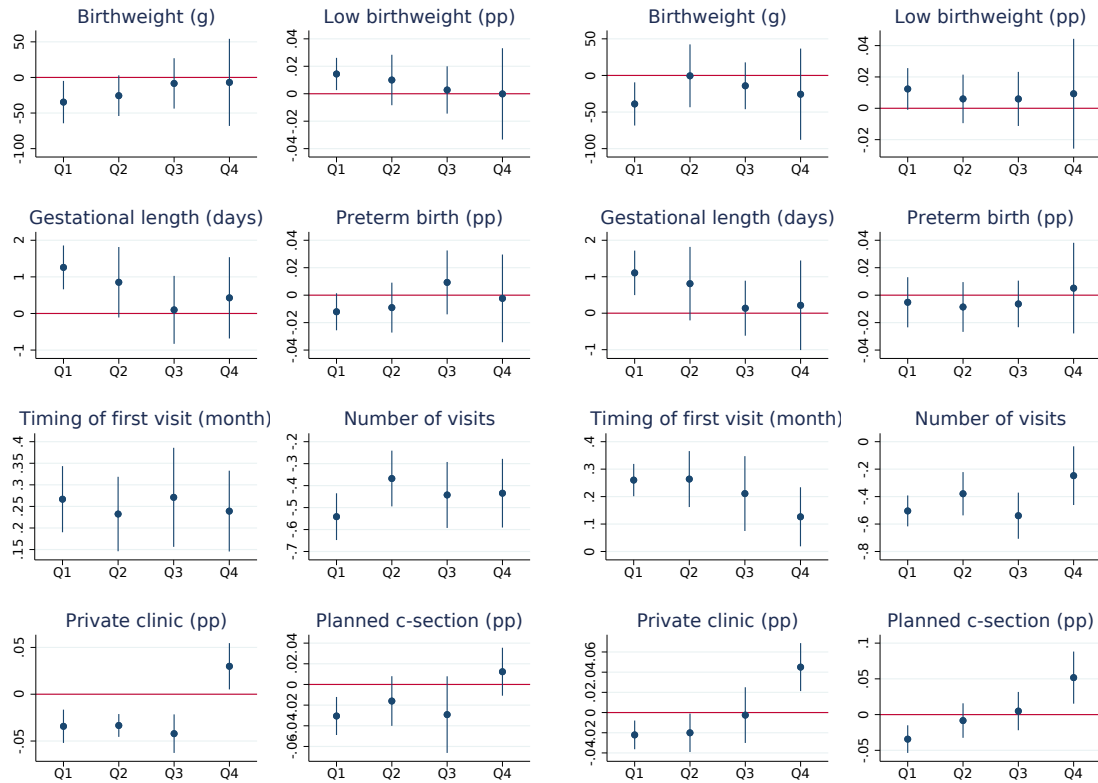 Birthweight (g)
50
0
-50
-100
Q1 Q2 Q3 Q4
Low birthweight (pp)
.04
.02
0
-.02
-.04
Q1 Q2 Q3 Q4
Birthweight (g)
50
0
-50
-100
Q1 Q2 Q3 Q4
Low birthweight (pp)
.04
.02
0
-.02
Q1 Q2 Q3 Q4
Gestational length (days)
2
1
0
-1
Q1 Q2 Q3 Q4
Preterm birth (pp)
.04
.02
0
-.02
-.04
Q1 Q2 Q3 Q4
Gestational length (days)
2
1
0
-1
Q1 Q2 Q3 Q4
Preterm birth (pp)
.04
.02
0
-.02
-.04
Q1 Q2 Q3 Q4
Timing of first visit (month)
.4
.35
.3
.25
.2
.15
Q1 Q2 Q3 Q4
Number of visits
-.2
-.3
-.4
-.5
-.6
-.7
Q1 Q2 Q3 Q4
Timing of first visit (month)
.4
.3
.2
.1
0
Q1 Q2 Q3 Q4
Number of visits
0
-.2
-.4
-.6
-.8
Q1 Q2 Q3 Q4
Private clinic (pp)
.05
0
-.05
Q1 Q2 Q3 Q4
Planned c-section (pp)
.04
.02
0
-.02
-.04
-.06
Q1 Q2 Q3 Q4
Private clinic (pp)
.06
.04
.02
0
-.02
-.04
Q1 Q2 Q3 Q4
Planned c-section (pp)
.1
.05
0
-.05
Q1 Q2 Q3 Q4